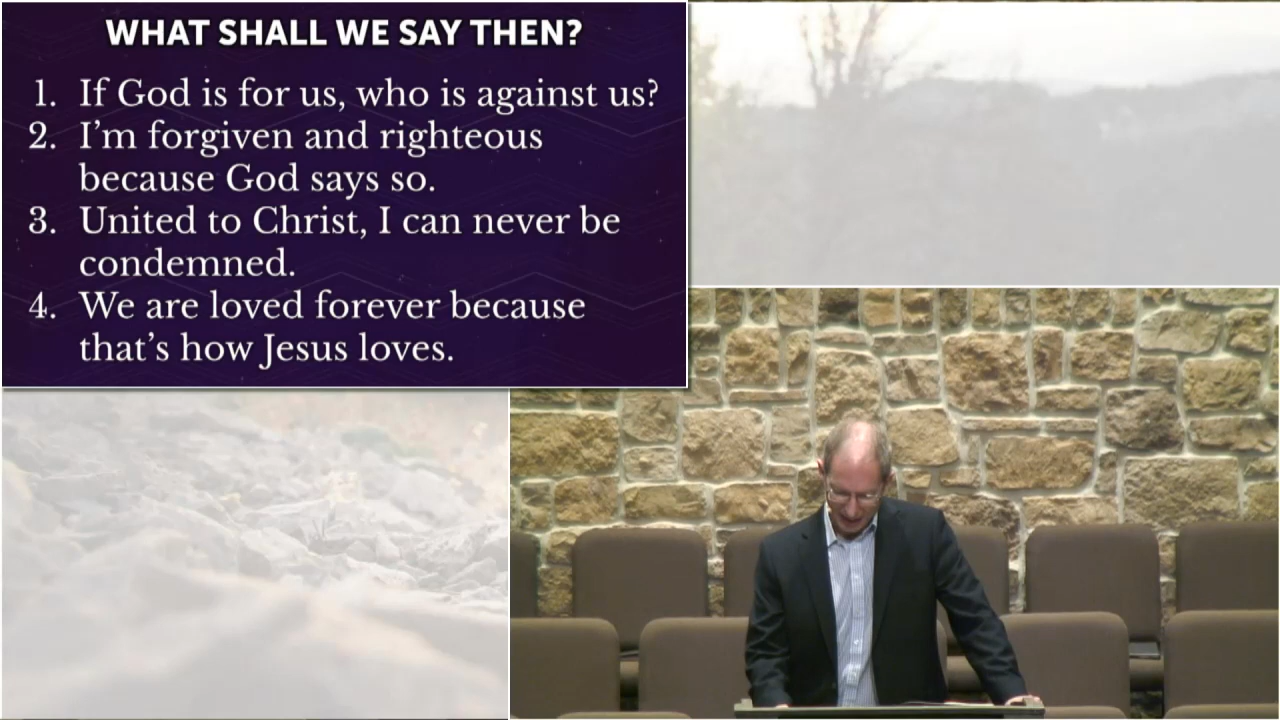 WHAT SHALL WE SAY THEN?
1. If God is for us, who is against us?
2. I’m forgiven and righteous
because God says so.
3. United to Christ, I can never be
condemned.
4. We are loved forever because
that’s how Jesus loves.